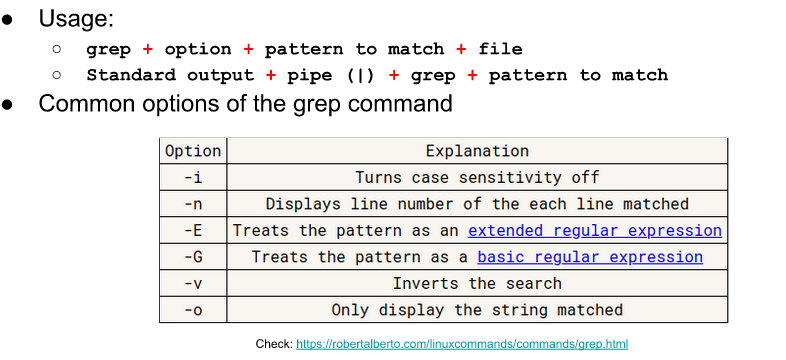 ● Usage:
○ grep + option + pattern to match + file
○ Standard output + pipe (|) + grep + pattern to match
● Common options of the grep command
Option Explanation
-i Turns case sensitivity off
-n Displays line number of the each line matched
-E Treats the pattern as an extended regular expression
-G Treats the pattern as a basic regular expression
-v Inverts the search
-o Only display the string matched
Check: https://robertalberto.com/linuxcommands/commands/grep.html